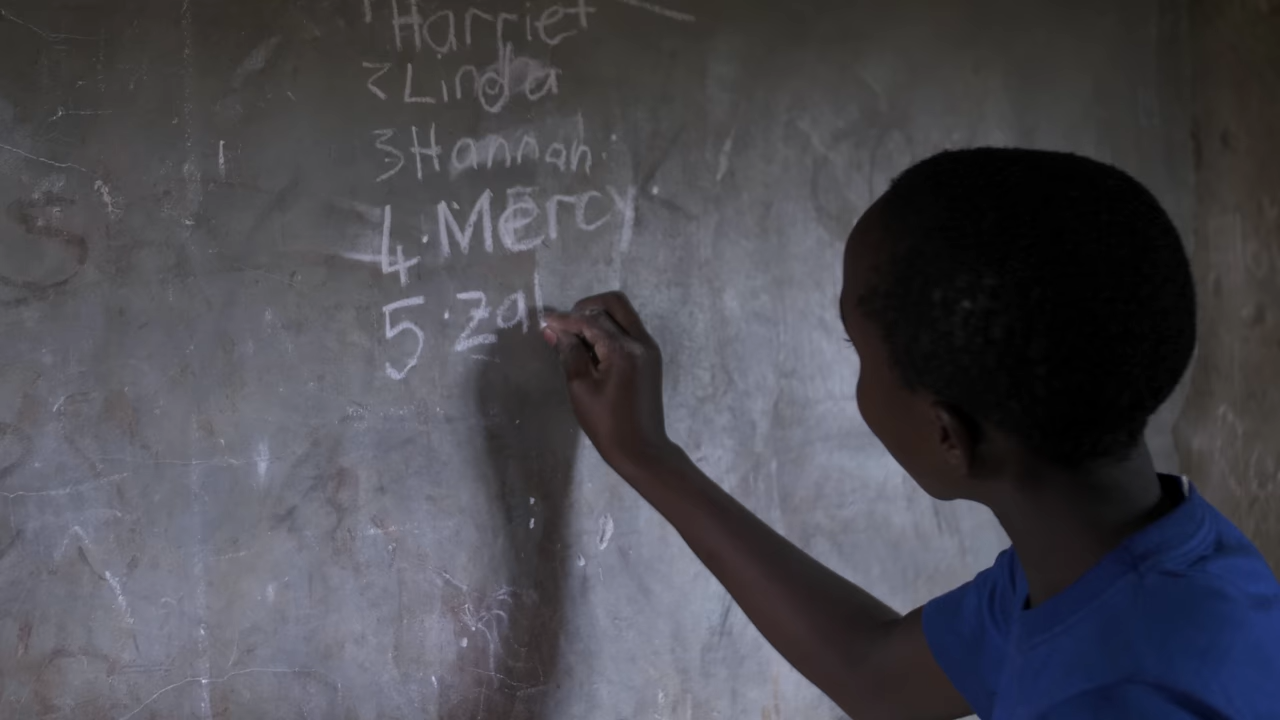 1 Harriet
2 Linda
3 Hannah.
4. Mercy
5. Zal